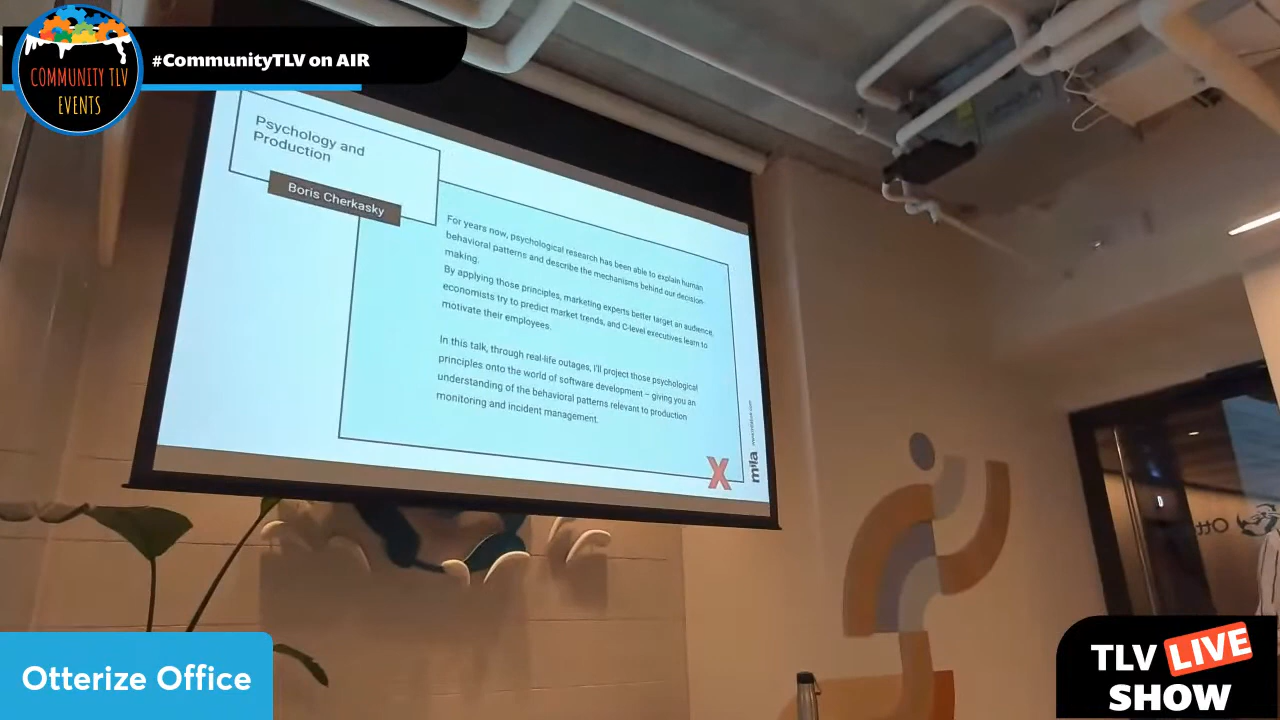 COMMUNITY TLV
EVENTS
#CommunityTLV on AIR
Psychology and
Production
Boris Cherkasky
For years now, psychological research has been able to explain human
behavioral patterns and describe the mechanisms behind our decision-
making.
By applying those principles, marketing experts better target an audience,
economists try to predict market trends, and C-level executives learn to
motivate their employees.
In this talk, through real-life outages, I'll project those psychological
principles onto the world of software development – giving you an
understanding of the behavioral patterns relevant to production
monitoring and incident management.
X
Otterize Office
TLV LIVE
SHOW